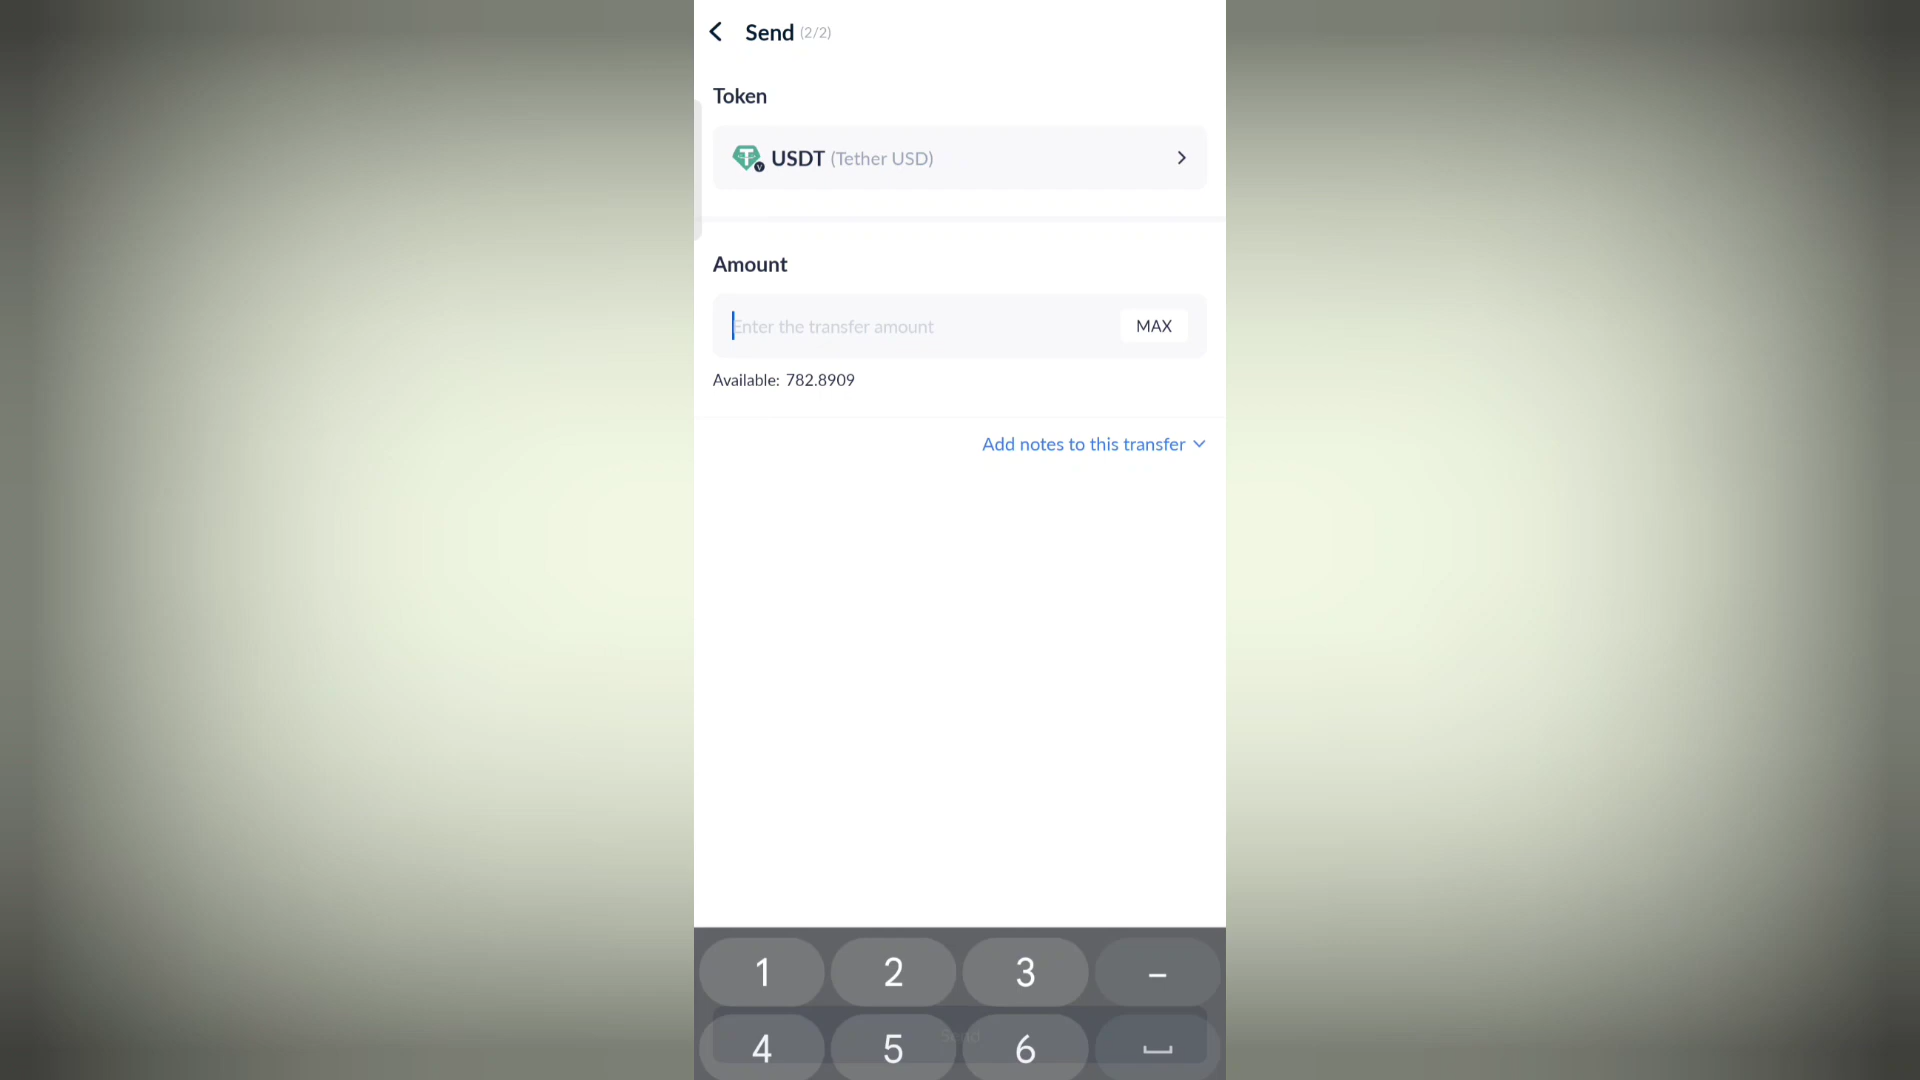 Send (2/2)
Token
USDT (Tether USD)
Amount
Enter the transfer amount
MAX
Available: 782.8909
Add notes to this transfer
1 2 3 –
Send
4 5 6